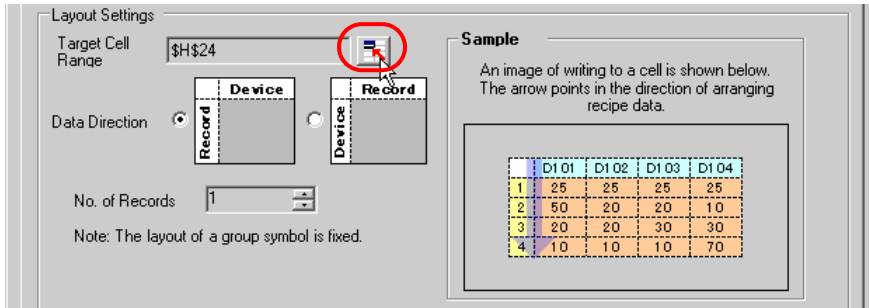 Layout Settings
Target Cell
Range
$H$24
Device
Record
Record
Device
Data Direction
No. of Records
1
Note: The layout of a group symbol is fixed.
Sample
An image of writing to a cell is shown below.
The arrow points in the direction of arranging
recipe data.
D101 D102 D103 D104
1 25 25 25 25
2 50 20 20 10
3 20 20 30 30
4 10 10 10 70